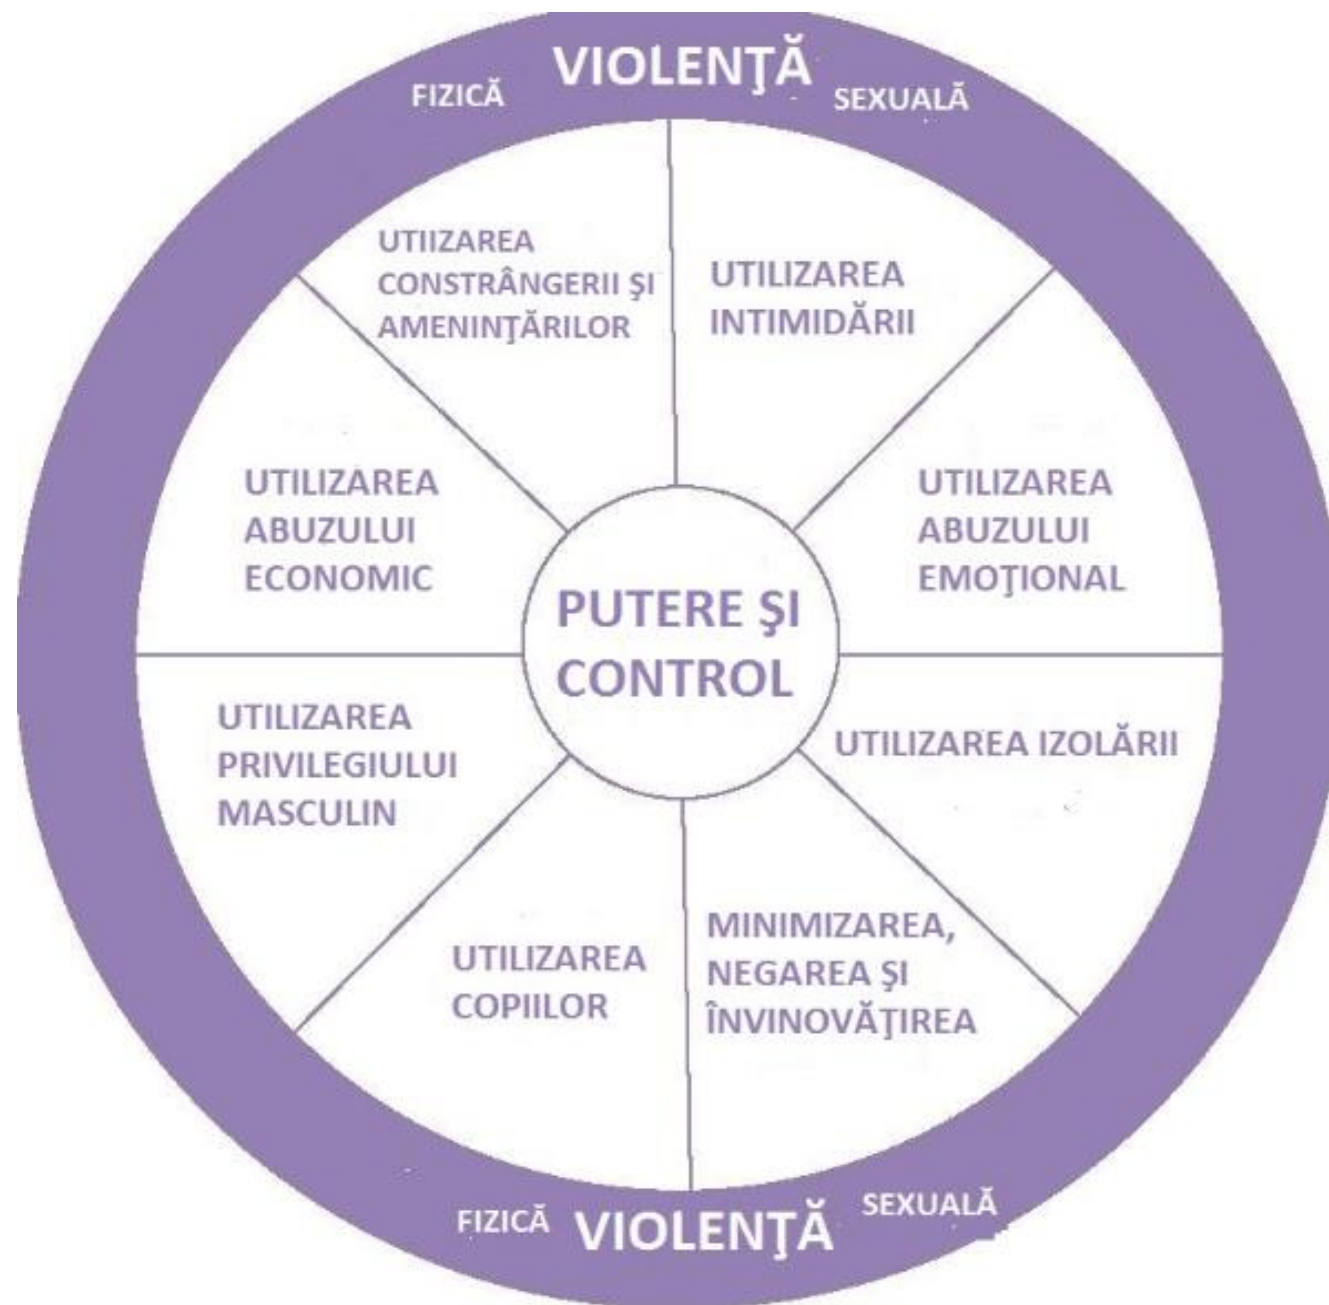 VIOLENŢĂ
FIZICĂ
SEXUALĂ
UTIIZAREA
CONSTRÂNGERII ŞI
AMENINŢĂRILOR
UTILIZAREA
INTIMIDĂRII
UTILIZAREA
ABUZULUI
ECONOMIC
UTILIZAREA
ABUZULUI
EMOŢIONAL
PUTERE ŞI
CONTROL
UTILIZAREA
PRIVILEGIULUI
MASCULIN
UTILIZAREA IZOLĂRII
UTILIZAREA
COPIILOR
MINIMIZAREA,
NEGAREA ŞI
ÎNVINOVĂŢIREA
FIZICĂ
VIOLENŢĂ
SEXUALĂ